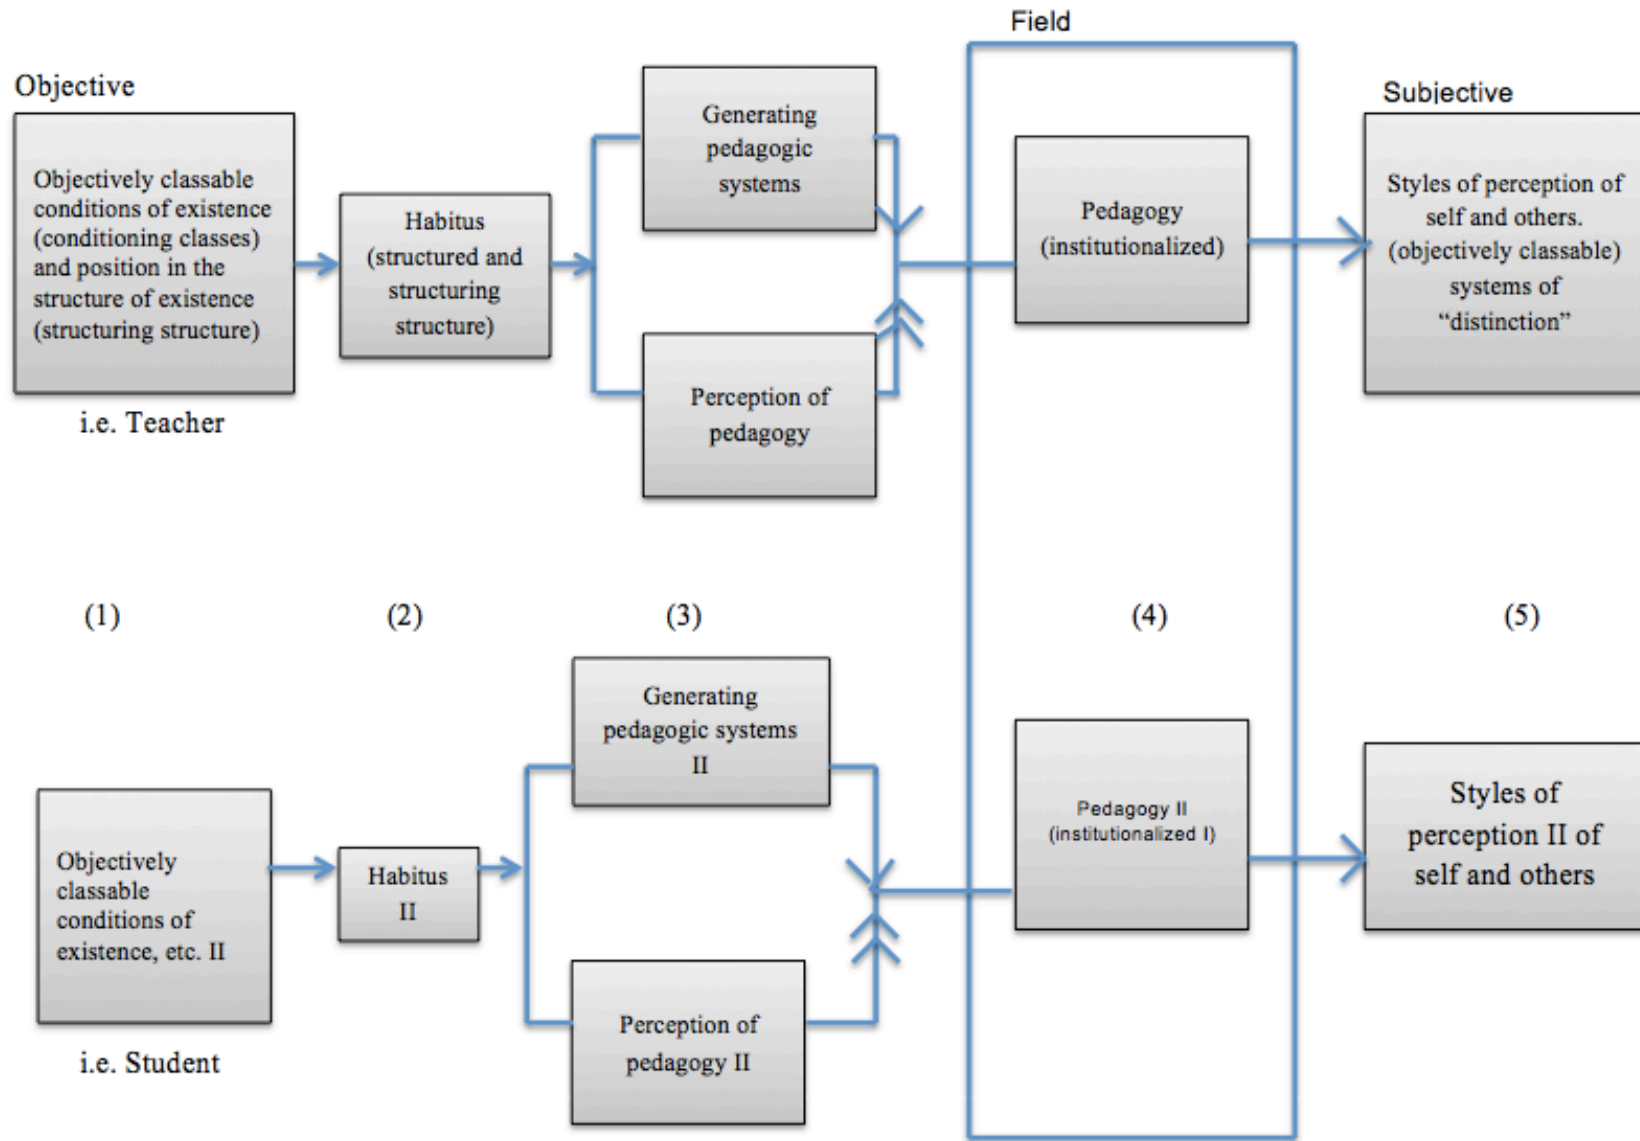 Field
Objective
Subjective
Objectively classable
conditions of existence
(conditioning classes)
and position in the
structure of existence
(structuring structure)
i.e. Teacher
Habitus
(structured and
structuring
structure)
Generating
pedagogic
systems
Perception of
pedagogy
Pedagogy
(institutionalized)
Styles of perception of
self and others.
(objectively classable)
systems of
“distinction”
(1)
(2)
(3)
(4)
(5)
Objectively
classable
conditions of
existence, etc. II
i.e. Student
Habitus
II
Generating
pedagogic systems
II
Perception of
pedagogy II
Pedagogy II
(institutionalized I)
Styles of
perception II of
self and others